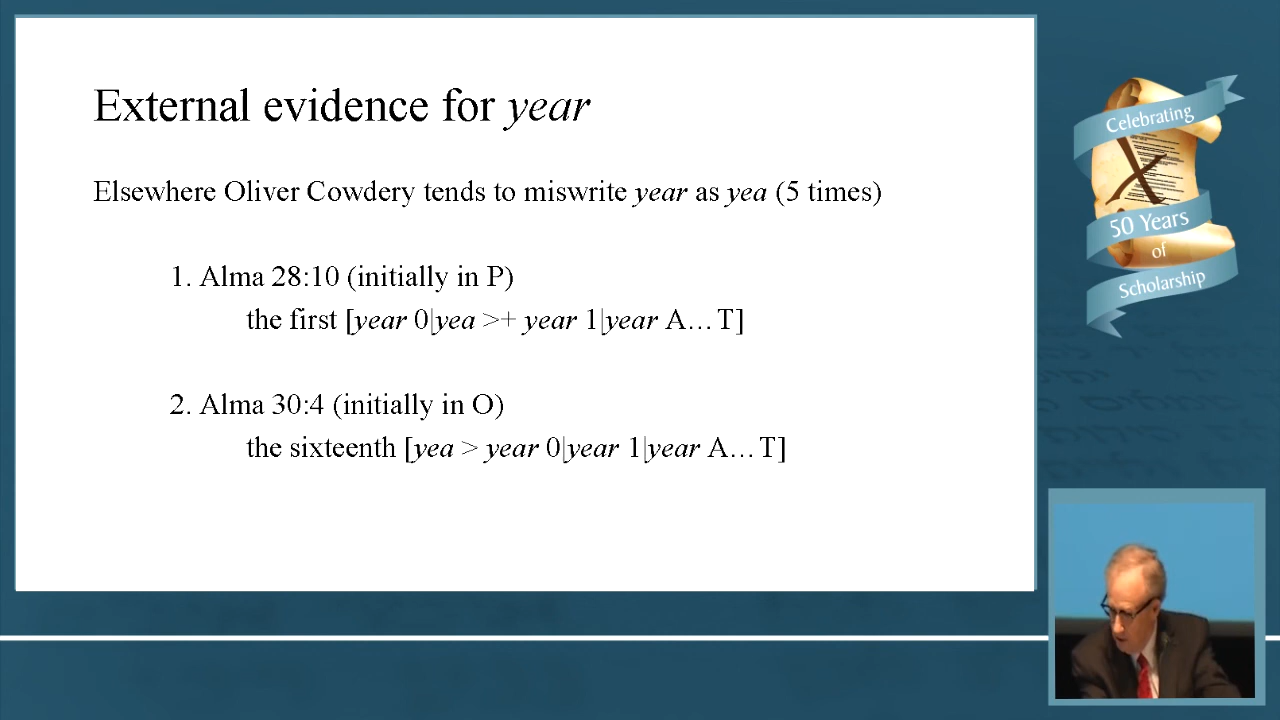 External evidence for year
Elsewhere Oliver Cowdery tends to miswrite year as yea (5 times)
1. Alma 28:10 (initially in P)
the first [year 0|yea >+ year 1|year A…T]
2. Alma 30:4 (initially in O)
the sixteenth [yea > year 0|year 1|year A…T]
Celebrating
50 Years
of
Scholarship